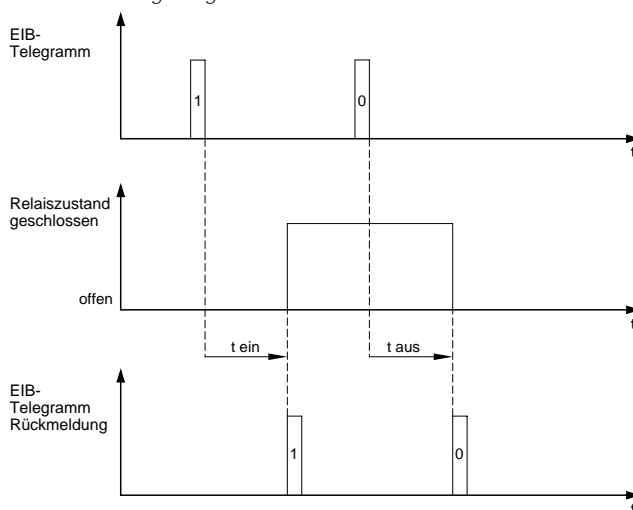 EIB-
Telegramm
1
0
t
Relaiszustand
geschlossen
offen
t
t ein
t aus
EIB-
Telegramm
Rückmeldung
1
0
t